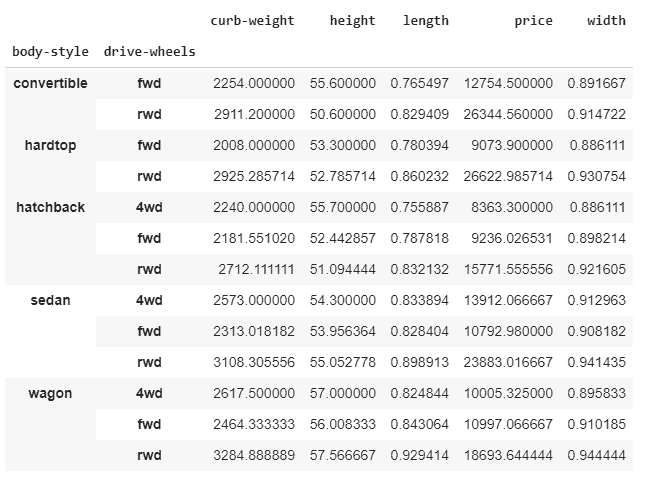 curb-weight height length price width
body-style drive-wheels
convertible fwd 2254.000000 55.600000 0.765497 12754.500000 0.891667
rwd 2911.200000 50.600000 0.829409 26344.560000 0.914722
hardtop fwd 2008.000000 53.300000 0.780394 9073.900000 0.886111
rwd 2925.285714 52.785714 0.860232 26622.985714 0.930754
hatchback 4wd 2240.000000 55.700000 0.755887 8363.300000 0.886111
fwd 2181.551020 52.442857 0.787818 9236.026531 0.898214
rwd 2712.111111 51.094444 0.832132 15771.555556 0.921605
sedan 4wd 2573.000000 54.300000 0.833894 13912.066667 0.912963
fwd 2313.018182 53.956364 0.828404 10792.980000 0.908182
rwd 3108.305556 55.052778 0.898913 23883.016667 0.941435
wagon 4wd 2617.500000 57.000000 0.824844 10005.325000 0.895833
fwd 2464.333333 56.008333 0.843064 10997.066667 0.910185
rwd 3284.888889 57.566667 0.929414 18693.644444 0.944444